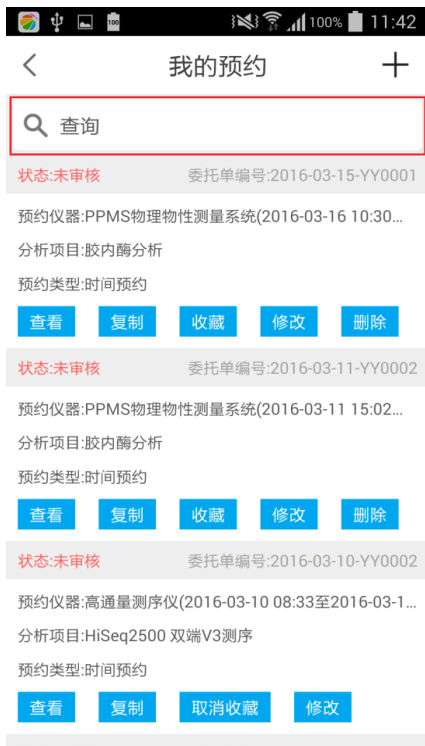 100 100% 11:42
我的预约
查询
状态:未审核 委托单编号:2016-03-15-YY0001
预约仪器:PPMS物理物性测量系统(2016-03-16 10:30...
分析项目:胶内酶分析
预约类型:时间预约
查看 复制 收藏 修改 删除
状态:未审核 委托单编号:2016-03-11-YY0002
预约仪器:PPMS物理物性测量系统(2016-03-11 15:02...
分析项目:胶内酶分析
预约类型:时间预约
查看 复制 收藏 修改 删除
状态:未审核 委托单编号:2016-03-10-YY0002
预约仪器:高通量测序仪(2016-03-10 08:33至2016-03-1...
分析项目:HiSeq2500 双端V3测序
预约类型:时间预约
查看 复制 取消收藏 修改